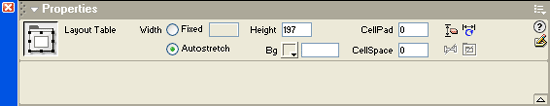 Properties
Layout Table Width Fixed Height 197 CellPad 0
Autostretch Bg CellSpace 0